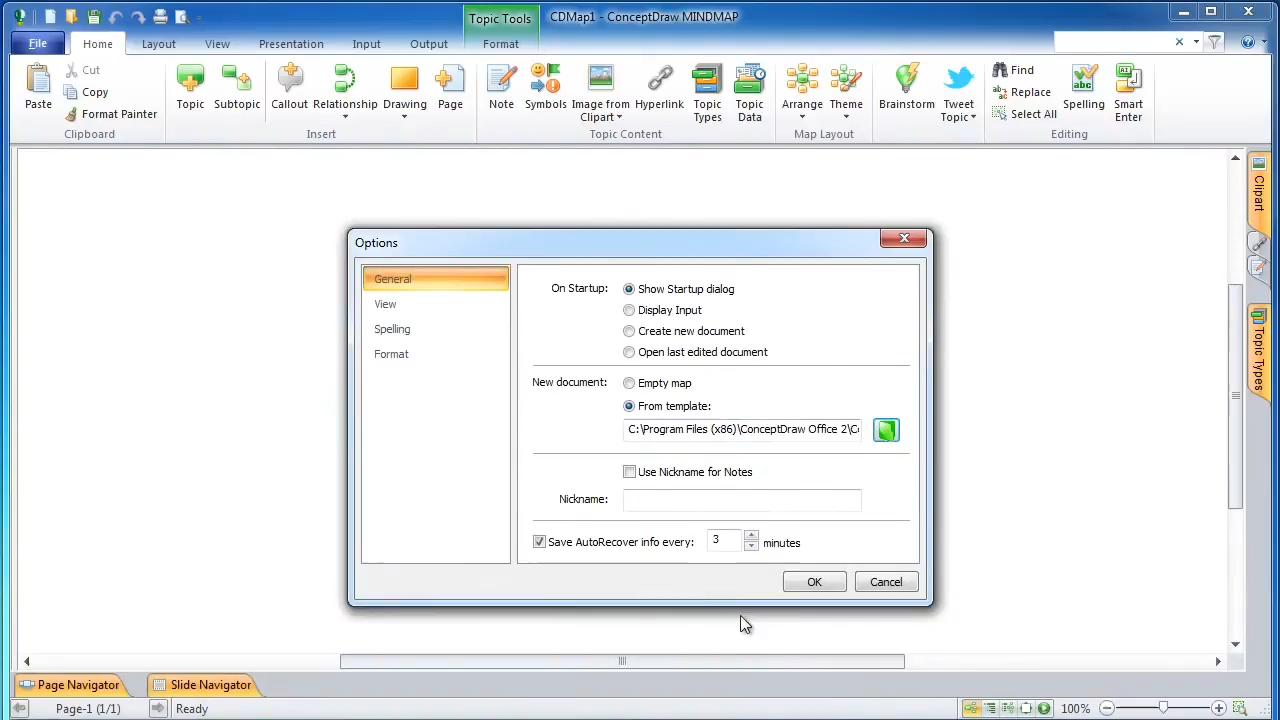 Topic Tools
CDMap1 - ConceptDraw MINDMAP
File Home Layout View Presentation Input Output Format
Paste
Cut
Copy
Format Painter
Clipboard
Topic Subtopic Callout Relationship Drawing Page
Insert
Note Symbols Image from Clipart Hyperlink Topic Types Topic Data
Topic Content
Arrange Theme
Map Layout
Brainstorm Tweet Topic
Find
Replace
Select All
Spelling Smart Enter
Editing
Clipart
Topic Types
Options
General
View
Spelling
Format
On Startup: Show Startup dialog
Display Input
Create new document
Open last edited document
New document: Empty map
From template:
C:\Program Files (x86)\ConceptDraw Office 2\C
Use Nickname for Notes
Nickname:
Save AutoRecover info every: 3 minutes
OK Cancel
Page Navigator Slide Navigator
Page-1 (1/1) Ready 100%